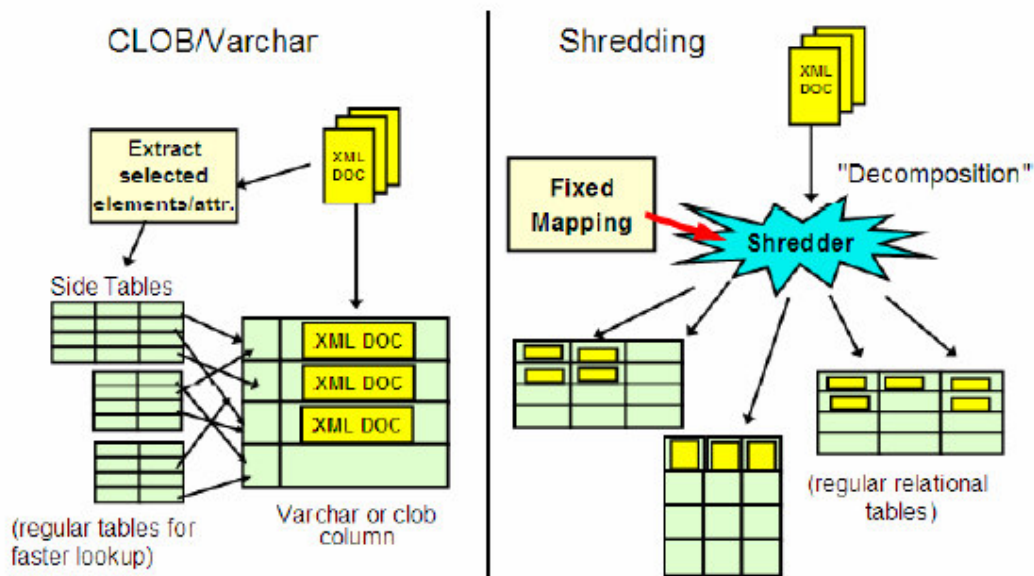 CLOB/Varchar
XML
DOC
Extract
selected
elements/attr.
Side Tables
XML DOC
XML DOC
XML DOC
(regular tables for
faster lookup)
Varchar or clob
column
Shredding
XML
DOC
"Decomposition"
Fixed
Mapping
Shredder
(regular relational
tables)